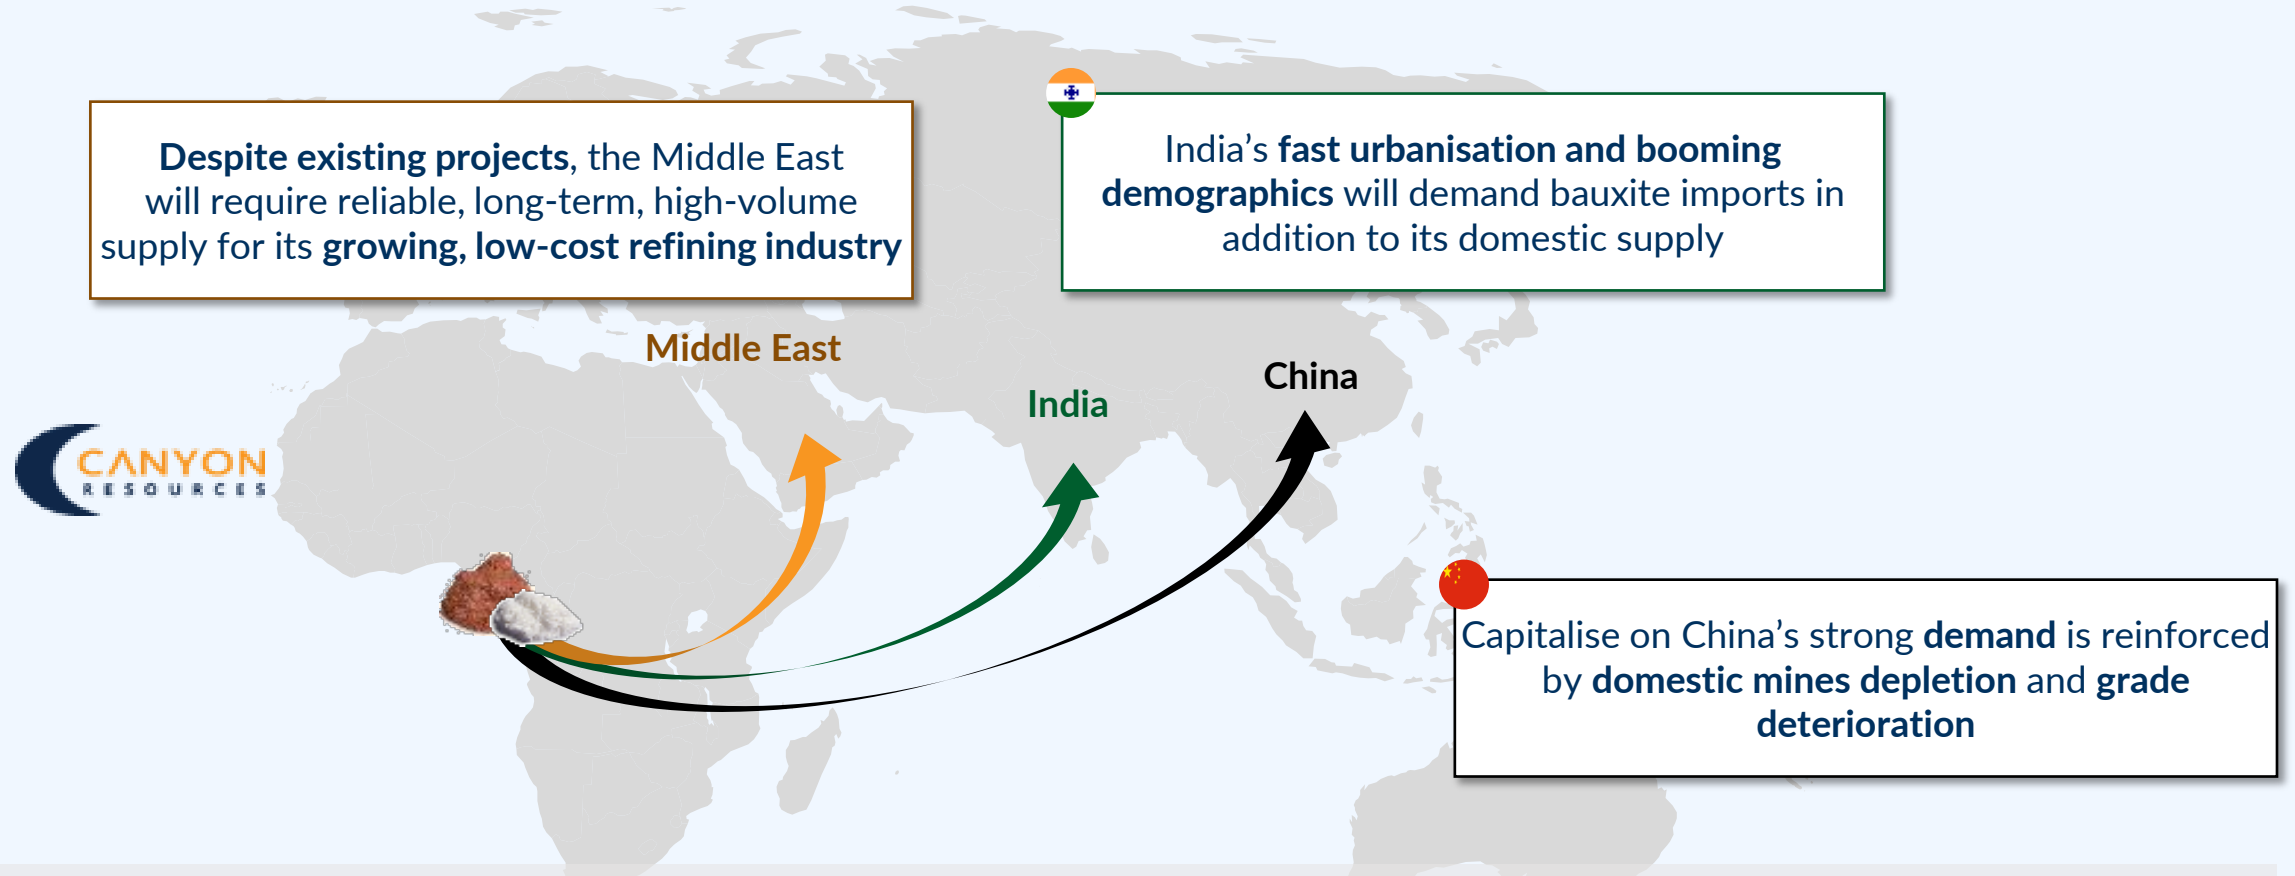 Despite existing projects, the Middle East
will require reliable, long-term, high-volume
supply for its growing, low-cost refining industry
India’s fast urbanisation and booming
demographics will demand bauxite imports in
addition to its domestic supply
Middle East
India
China
CANYON
RESOURCES
Capitalise on China’s strong demand is reinforced
by domestic mines depletion and grade
deterioration